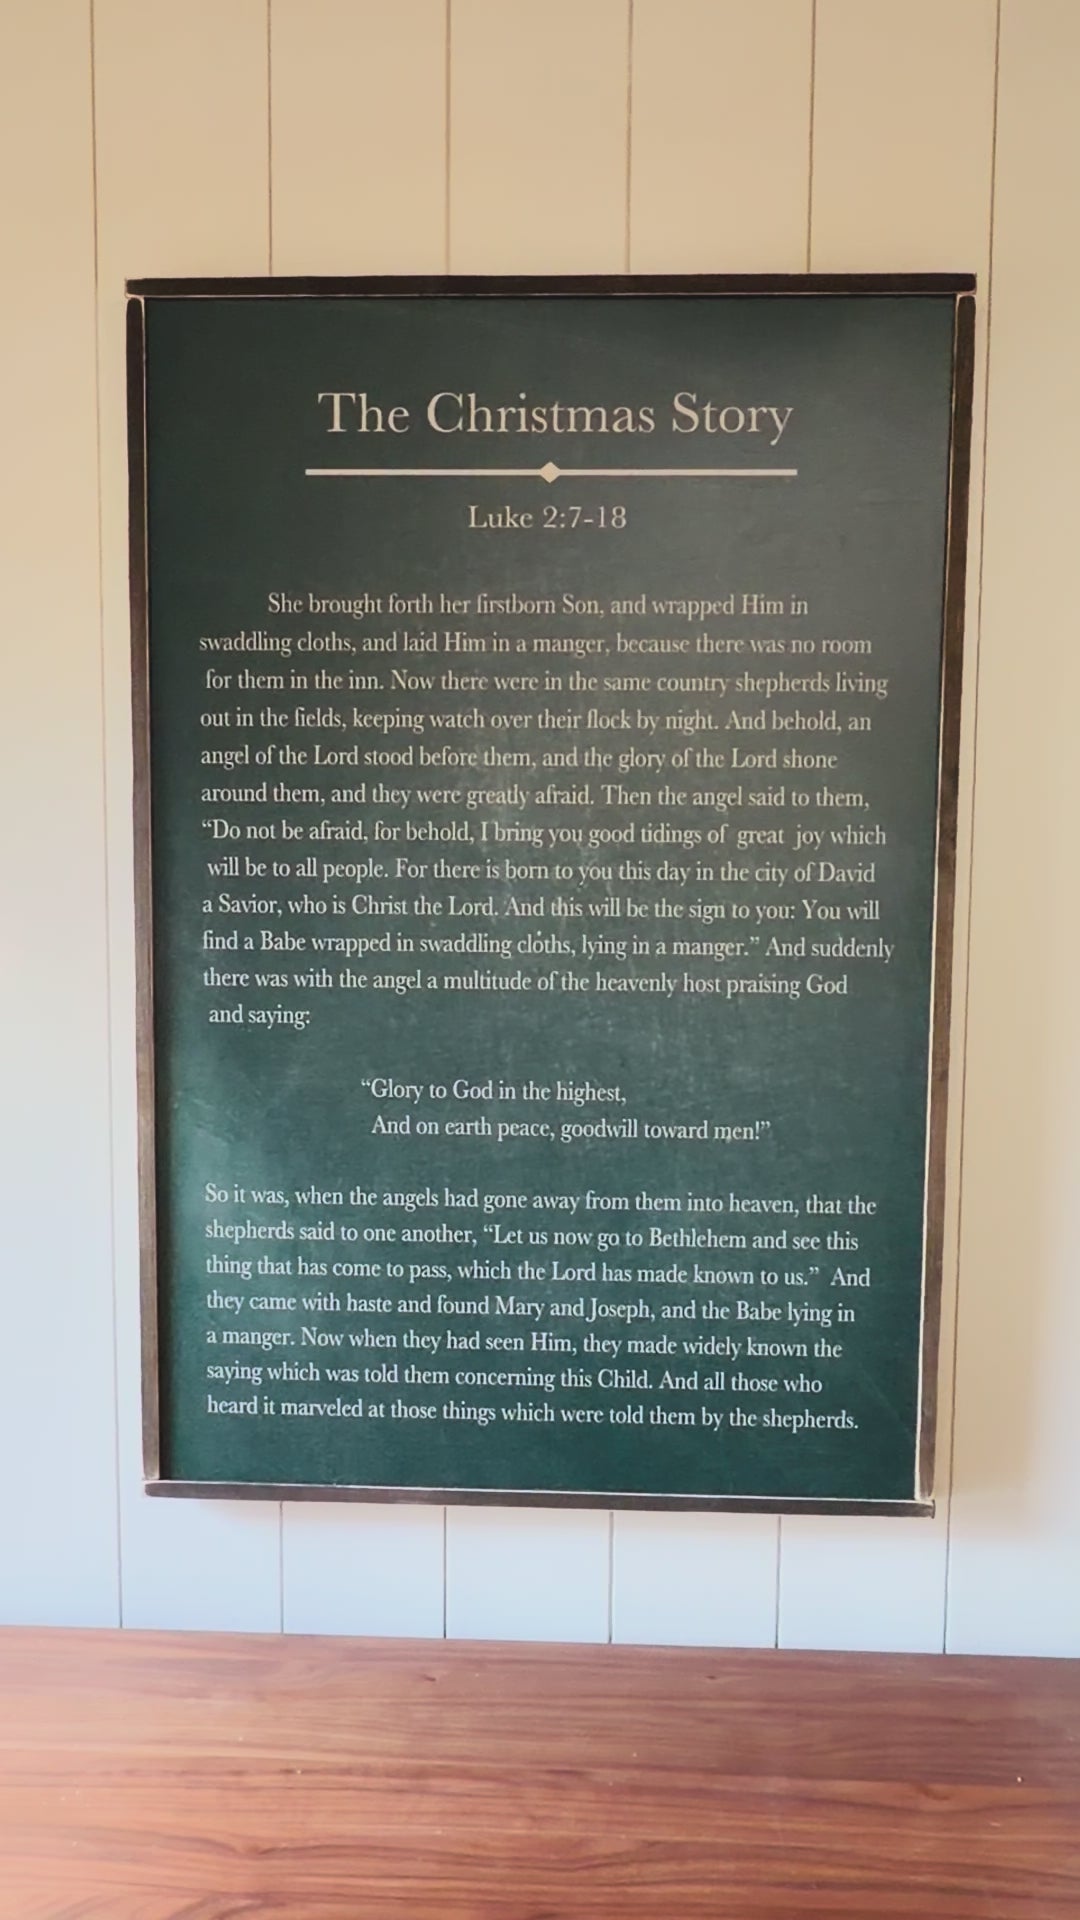 The Christmas Story
Luke 2:7-18
She brought forth her firstborn Son, and wrapped Him in
swaddling cloths, and laid Him in a manger, because there was no room
for them in the inn. Now there were in the same country shepherds living
out in the fields, keeping watch over their flock by night. And behold, an
angel of the Lord stood before them, and the glory of the Lord shone
around them, and they were greatly afraid. Then the angel said to them,
“Do not be afraid, for behold, I bring you good tidings of great joy which
will be to all people. For there is born to you this day in the city of David
a Savior, who is Christ the Lord. And this will be the sign to you: You will
find a Babe wrapped in swaddling cloths, lying in a manger.” And suddenly
there was with the angel a multitude of the heavenly host praising God
and saying:
“Glory to God in the highest,
And on earth peace, goodwill toward men!”
So it was, when the angels had gone away from them into heaven, that the
shepherds said to one another, “Let us now go to Bethlehem and see this
thing that has come to pass, which the Lord has made known to us.” And
they came with haste and found Mary and Joseph, and the Babe lying in
a manger. Now when they had seen Him, they made widely known the
saying which was told them concerning this Child. And all those who
heard it marveled at those things which were told them by the shepherds.